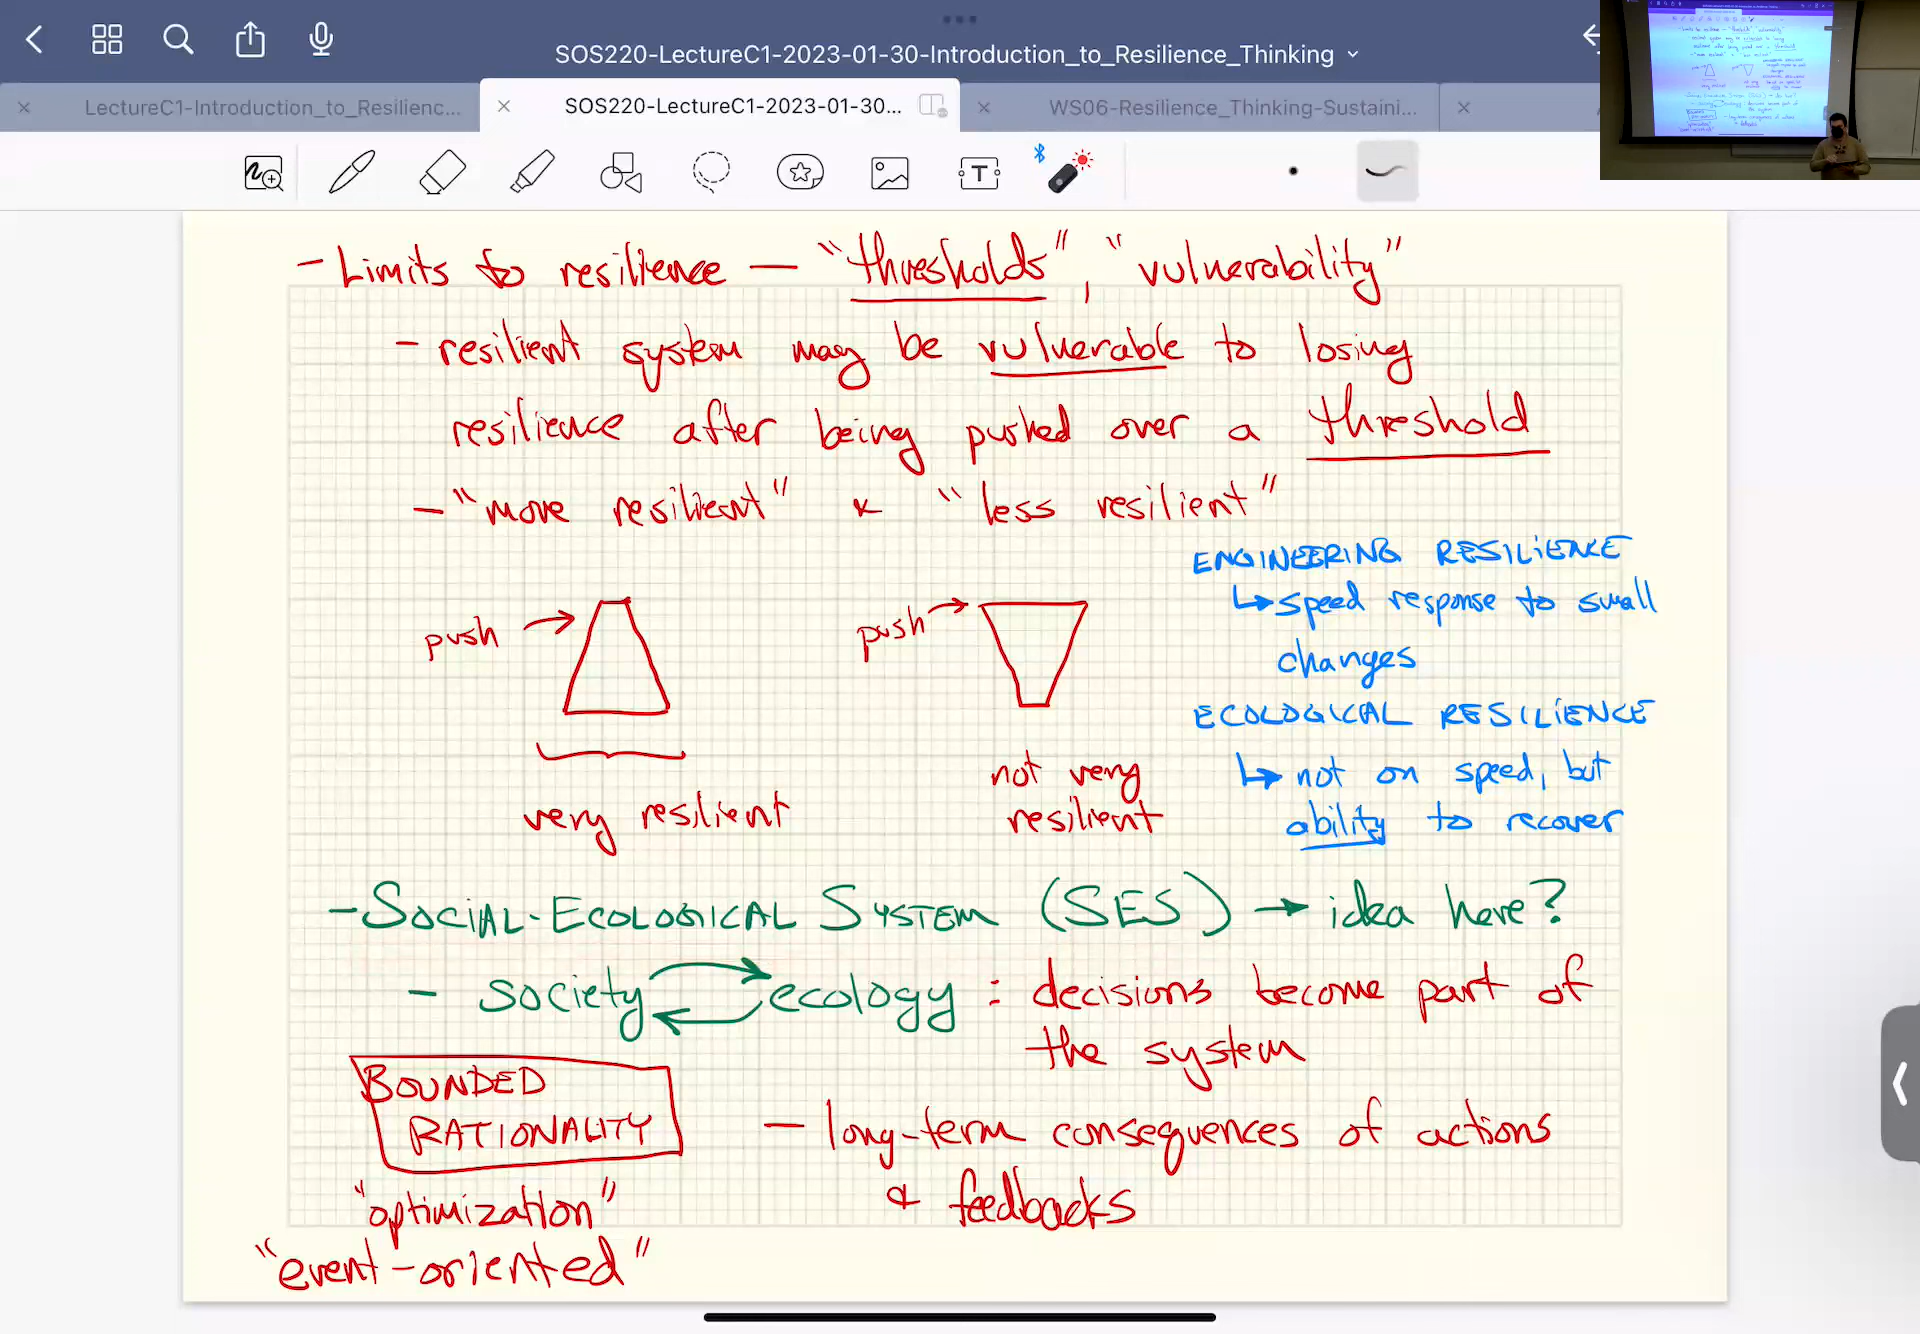 SOS220-LectureC1-2023-01-30-Introduction_to_Resilience_Thinking
LectureC1-Introduction_to_Resilienc...
SOS220-LectureC1-2023-01-30...
WS06-Resilience_Thinking-Sustaini...
- Limits to resilience — "thresholds", "vulnerability"
- resilient system may be vulnerable to losing
resilience after being pushed over a threshold
- "more resilient" & "less resilient"
ENGINEERING RESILIENCE
↳ speed response to small
changes
push →
push →
ECOLOGICAL RESILIENCE
↳ not on speed, but
ability to recover
very resilient
not very
resilient
- SOCIAL-ECOLOGICAL SYSTEM (SES) → idea here?
- society ecology : decisions become part of
the system
BOUNDED
RATIONALITY
- long-term consequences of actions
& feedbacks
"optimization"
"event-oriented"